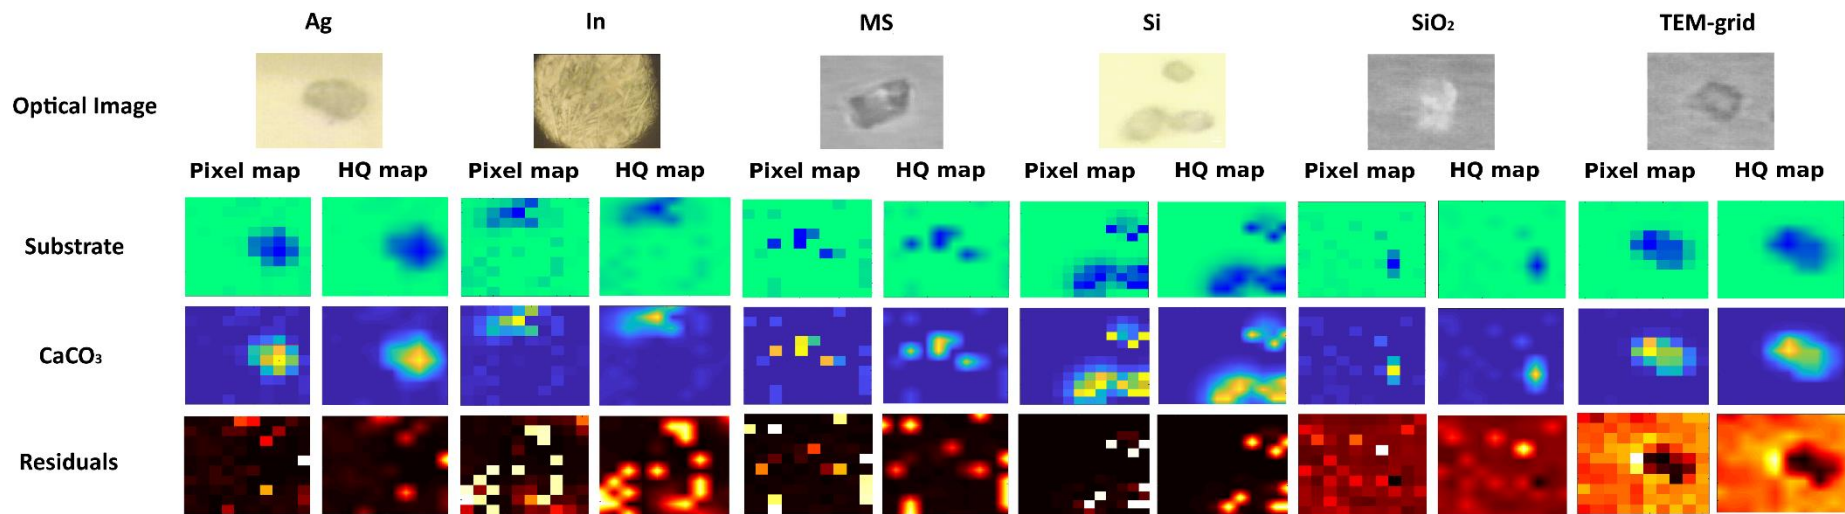 Ag In MS Si SiO₂ TEM-grid
Optical Image
Pixel map HQ map Pixel map HQ map Pixel map HQ map Pixel map HQ map Pixel map HQ map Pixel map HQ map
Substrate
CaCO₃
Residuals